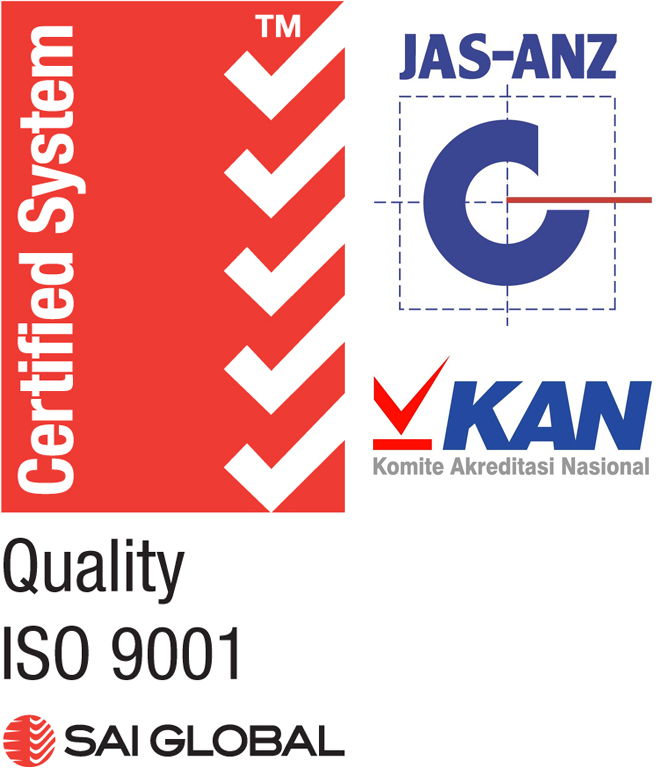 Certified System
TM
Quality
ISO 9001
SAI GLOBAL
JAS-ANZ
KAN
Komite Akreditasi Nasional